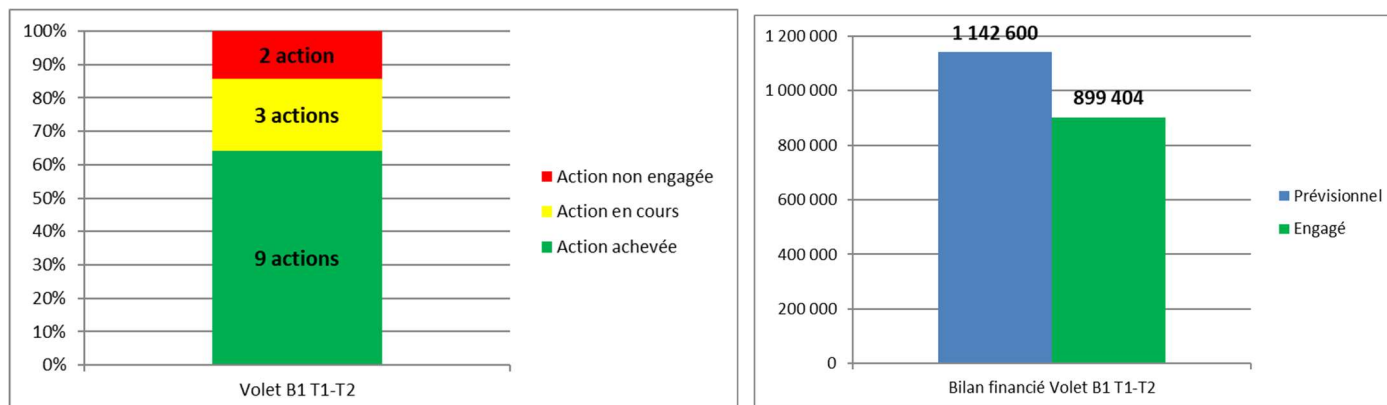 100%
90%
80%
70%
60%
50%
40%
30%
20%
10%
0%
2 action
3 actions
9 actions
Volet B1 T1-T2
Action non engagée
Action en cours
Action achevée
1 200 000
1 000 000
800 000
600 000
400 000
200 000
0
1 142 600
899 404
Bilan financié Volet B1 T1-T2
Prévisionnel
Engagé